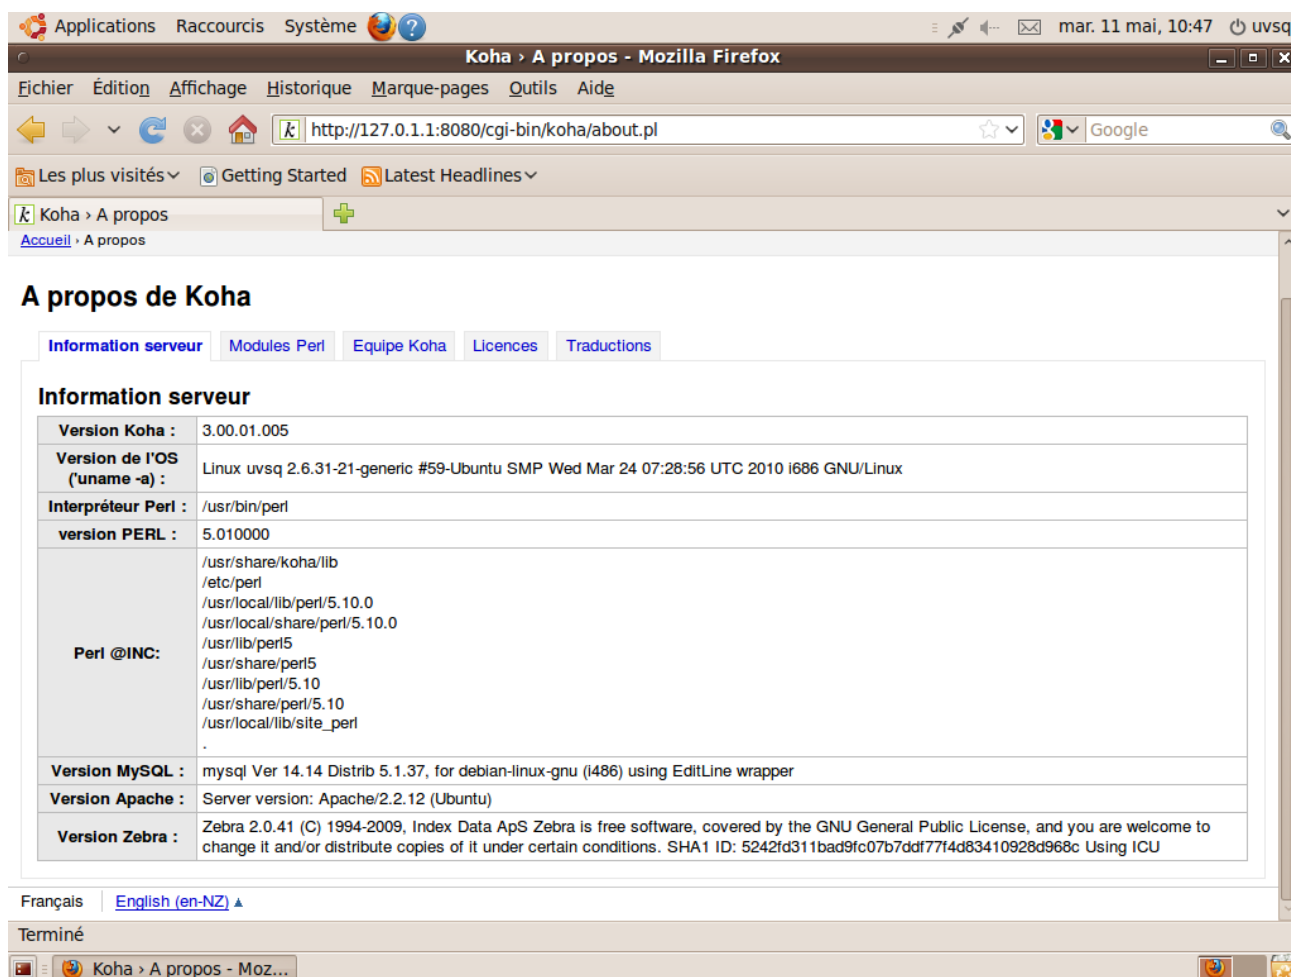 Applications Raccourcis Système ? mar. 11 mai, 10:47 uvsq
Koha › A propos - Mozilla Firefox
Fichier Édition Affichage Historique Marque-pages Outils Aide
k http://127.0.1.1:8080/cgi-bin/koha/about.pl Google
Les plus visités Getting Started Latest Headlines
k Koha › A propos
Accueil › A propos
A propos de Koha
Information serveur Modules Perl Equipe Koha Licences Traductions
Information serveur
Version Koha : 3.00.01.005
Version de l'OS ('uname -a) : Linux uvsq 2.6.31-21-generic #59-Ubuntu SMP Wed Mar 24 07:28:56 UTC 2010 i686 GNU/Linux
Interpréteur Perl : /usr/bin/perl
version PERL : 5.010000
Perl @INC:
/usr/share/koha/lib
/etc/perl
/usr/local/lib/perl/5.10.0
/usr/local/share/perl/5.10.0
/usr/lib/perl5
/usr/share/perl5
/usr/lib/perl/5.10
/usr/share/perl/5.10
/usr/local/lib/site_perl
.
Version MySQL : mysql Ver 14.14 Distrib 5.1.37, for debian-linux-gnu (i486) using EditLine wrapper
Version Apache : Server version: Apache/2.2.12 (Ubuntu)
Version Zebra : Zebra 2.0.41 (C) 1994-2009, Index Data ApS Zebra is free software, covered by the GNU General Public License, and you are welcome to
change it and/or distribute copies of it under certain conditions. SHA1 ID: 5242fd311bad9fc07b7ddf77f4d83410928d968c Using ICU
Français English (en-NZ) ▲
Terminé
Koha › A propos - Moz...